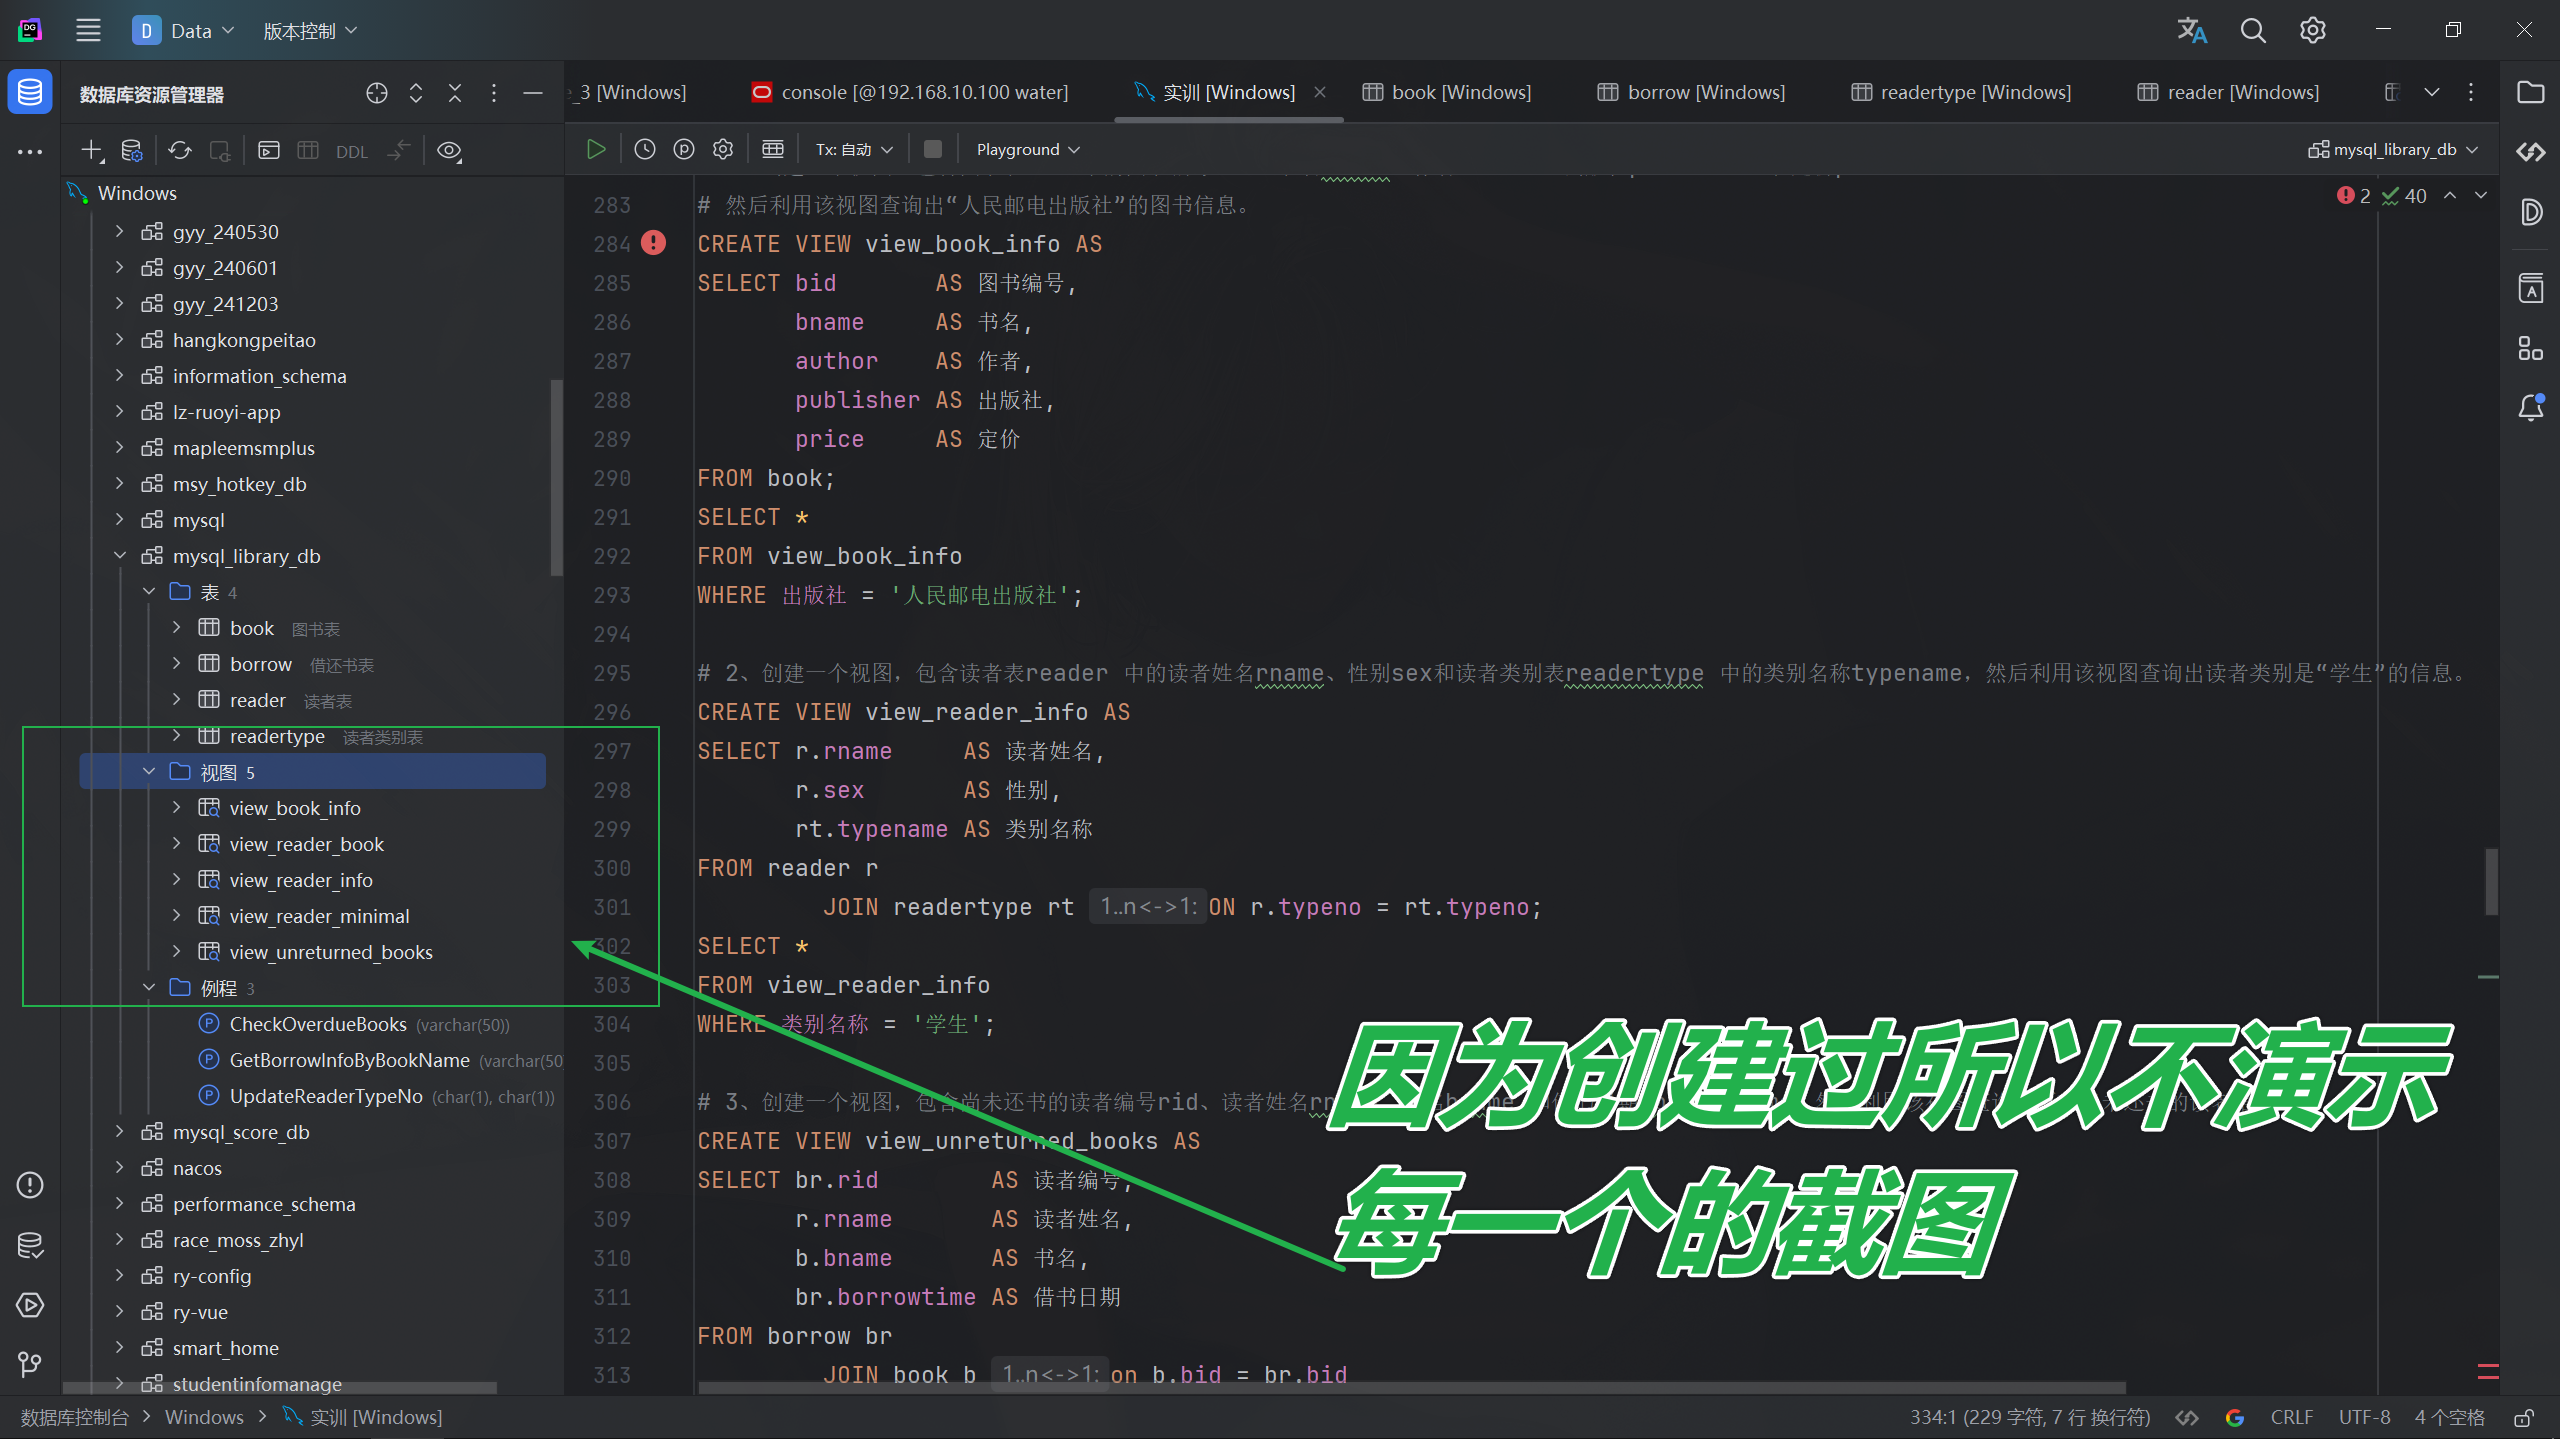 D Data 版本控制
数据库资源管理器
_3 [Windows] console [@192.168.10.100 water] 实训 [Windows] book [Windows] borrow [Windows] readertype [Windows] reader [Windows]
DDL
Tx: 自动 Playground mysql_library_db
2 40
Windows
gyy_240530
gyy_240601
gyy_241203
hangkongpeitao
information_schema
lz-ruoyi-app
mapleemsmplus
msy_hotkey_db
mysql
mysql_library_db
表 4
book 图书表
borrow 借还书表
reader 读者表
readertype 读者类别表
视图 5
view_book_info
view_reader_book
view_reader_info
view_reader_minimal
view_unreturned_books
例程 3
CheckOverdueBooks (varchar(50))
GetBorrowInfoByBookName (varchar(50
UpdateReaderTypeNo (char(1), char(1))
mysql_score_db
nacos
performance_schema
race_moss_zhyl
ry-config
ry-vue
smart_home
studentinfomanage
283 # 然后利用该视图查询出“人民邮电出版社”的图书信息。
284 CREATE VIEW view_book_info AS
285 SELECT bid AS 图书编号,
286 bname AS 书名,
287 author AS 作者,
288 publisher AS 出版社,
289 price AS 定价
290 FROM book;
291 SELECT *
292 FROM view_book_info
293 WHERE 出版社 = '人民邮电出版社';
294
295 # 2、创建一个视图，包含读者表reader 中的读者姓名rname、性别sex和读者类别表readertype 中的类别名称typename，然后利用该视图查询出读者类别是“学生”的信息。
296 CREATE VIEW view_reader_info AS
297 SELECT r.rname AS 读者姓名,
298 r.sex AS 性别,
299 rt.typename AS 类别名称
300 FROM reader r
301 JOIN readertype rt 1..n<->1: ON r.typeno = rt.typeno;
302 SELECT *
303 FROM view_reader_info
304 WHERE 类别名称 = '学生';
305
306 # 3、创建一个视图，包含尚未还书的读者编号rid、读者姓名
307 CREATE VIEW view_unreturned_books AS
308 SELECT br.rid AS 读者编号,
309 r.rname AS 读者姓名,
310 b.bname AS 书名,
311 br.borrowtime AS 借书日期
312 FROM borrow br
313 JOIN book b 1..n<->1: on b.bid = br.bid
因为创建过所以不演示
每一个的截图
数据库控制台 Windows 实训 [Windows]
334:1 (229 字符, 7 行 换行符) CRLF UTF-8 4 个空格